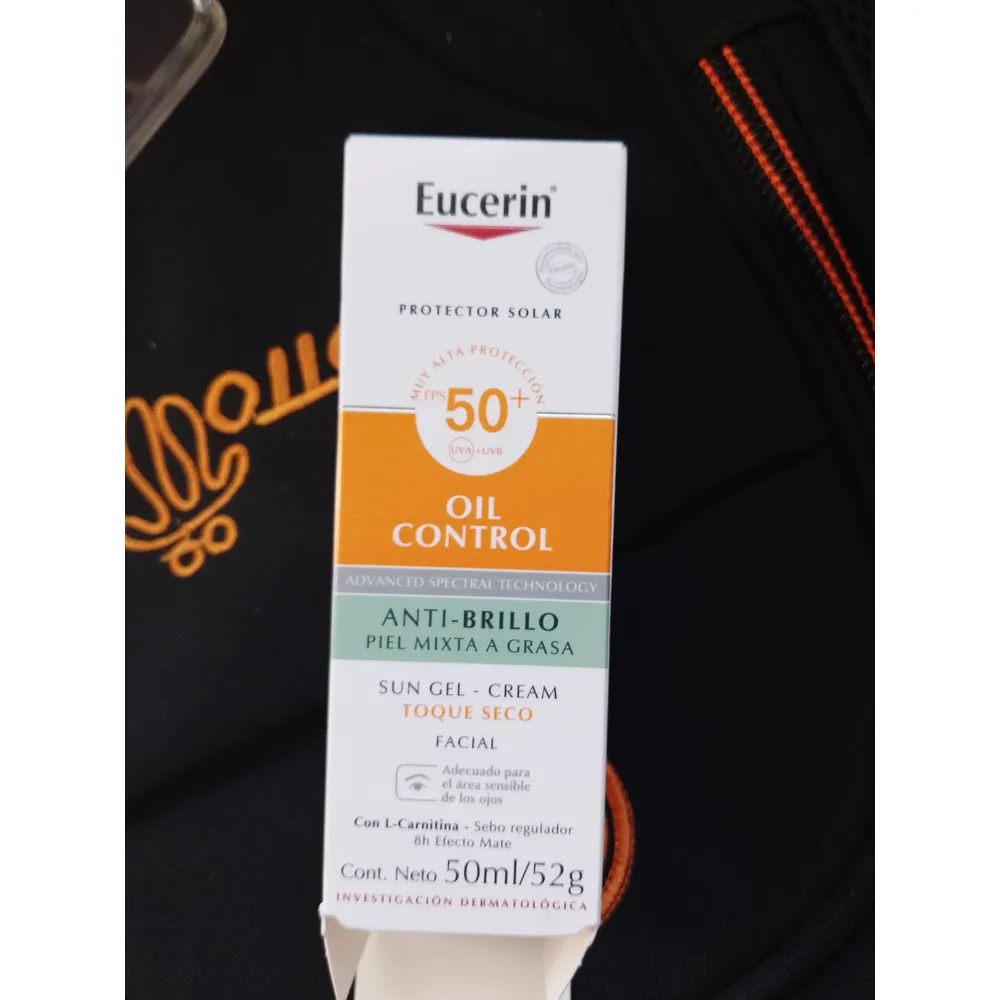 Eucerin®
PROTECTOR SOLAR
MUY ALTA PROTECCIÓN
FPS 50+
UVA + UVB
OIL
CONTROL
ADVANCED SPECTRAL TECHNOLOGY
ANTI-BRILLO
PIEL MIXTA A GRASA
SUN GEL - CREAM
TOQUE SECO
FACIAL
Adecuado para
el área sensible
de los ojos
Con L-Carnitina - Sebo regulador
8h Efecto Mate
Cont. Neto 50ml/52g
INVESTIGACIÓN DERMATOLÓGICA